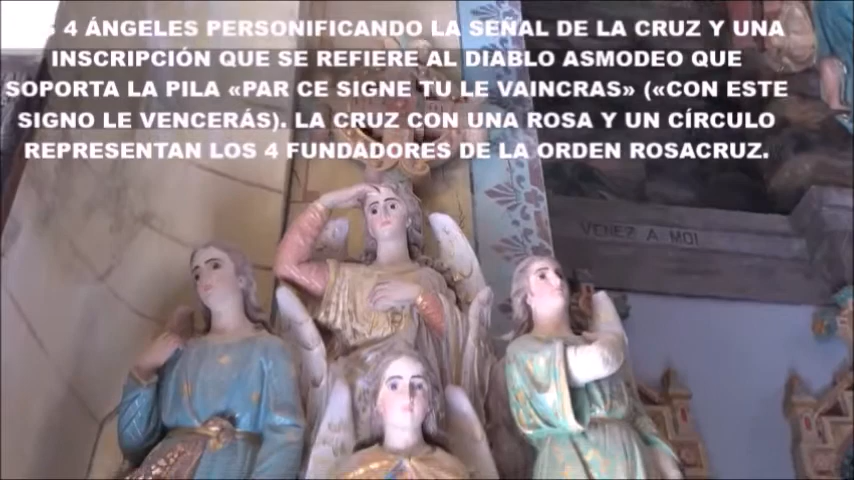 4 ÁNGELES PERSONIFICANDO LA SEÑAL DE LA CRUZ Y UNA
INSCRIPCIÓN QUE SE REFIERE AL DIABLO ASMODEO QUE
SOPORTA LA PILA «PAR CE SIGNE TU LE VAINCRAS» («CON ESTE
SIGNO LE VENCERÁS). LA CRUZ CON UNA ROSA Y UN CÍRCULO
REPRESENTAN LOS 4 FUNDADORES DE LA ORDEN ROSACRUZ.
VENEZ A MOI